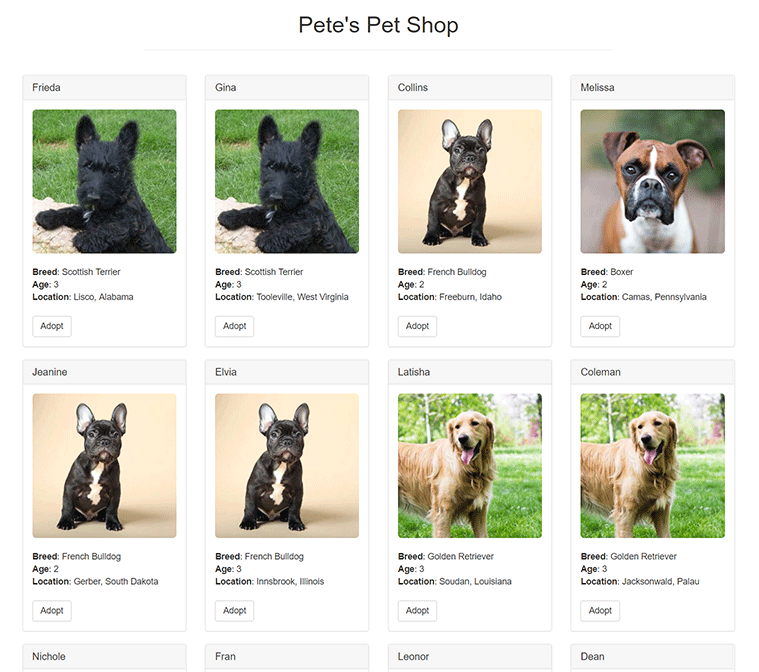 Pete's Pet Shop
Frieda
Breed: Scottish Terrier
Age: 3
Location: Lisco, Alabama
Adopt
Gina
Breed: Scottish Terrier
Age: 3
Location: Tooleville, West Virginia
Adopt
Collins
Breed: French Bulldog
Age: 2
Location: Freeburn, Idaho
Adopt
Melissa
Breed: Boxer
Age: 2
Location: Camas, Pennsylvania
Adopt
Jeanine
Breed: French Bulldog
Age: 2
Location: Gerber, South Dakota
Adopt
Elvia
Breed: French Bulldog
Age: 3
Location: Innsbrook, Illinois
Adopt
Latisha
Breed: Golden Retriever
Age: 3
Location: Soudan, Louisiana
Adopt
Coleman
Breed: Golden Retriever
Age: 3
Location: Jacksonwald, Palau
Adopt
Nichole
Fran
Leonor
Dean